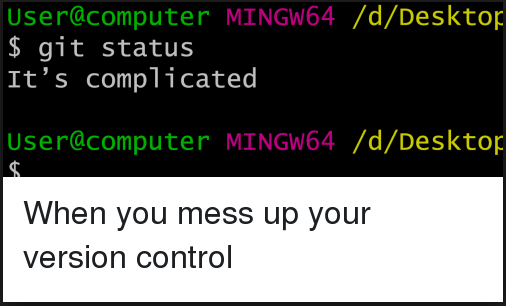 User@computer MINGW64 /d/Desktop
$ git status
It’s complicated
User@computer MINGW64 /d/Desktop
$
When you mess up your
version control